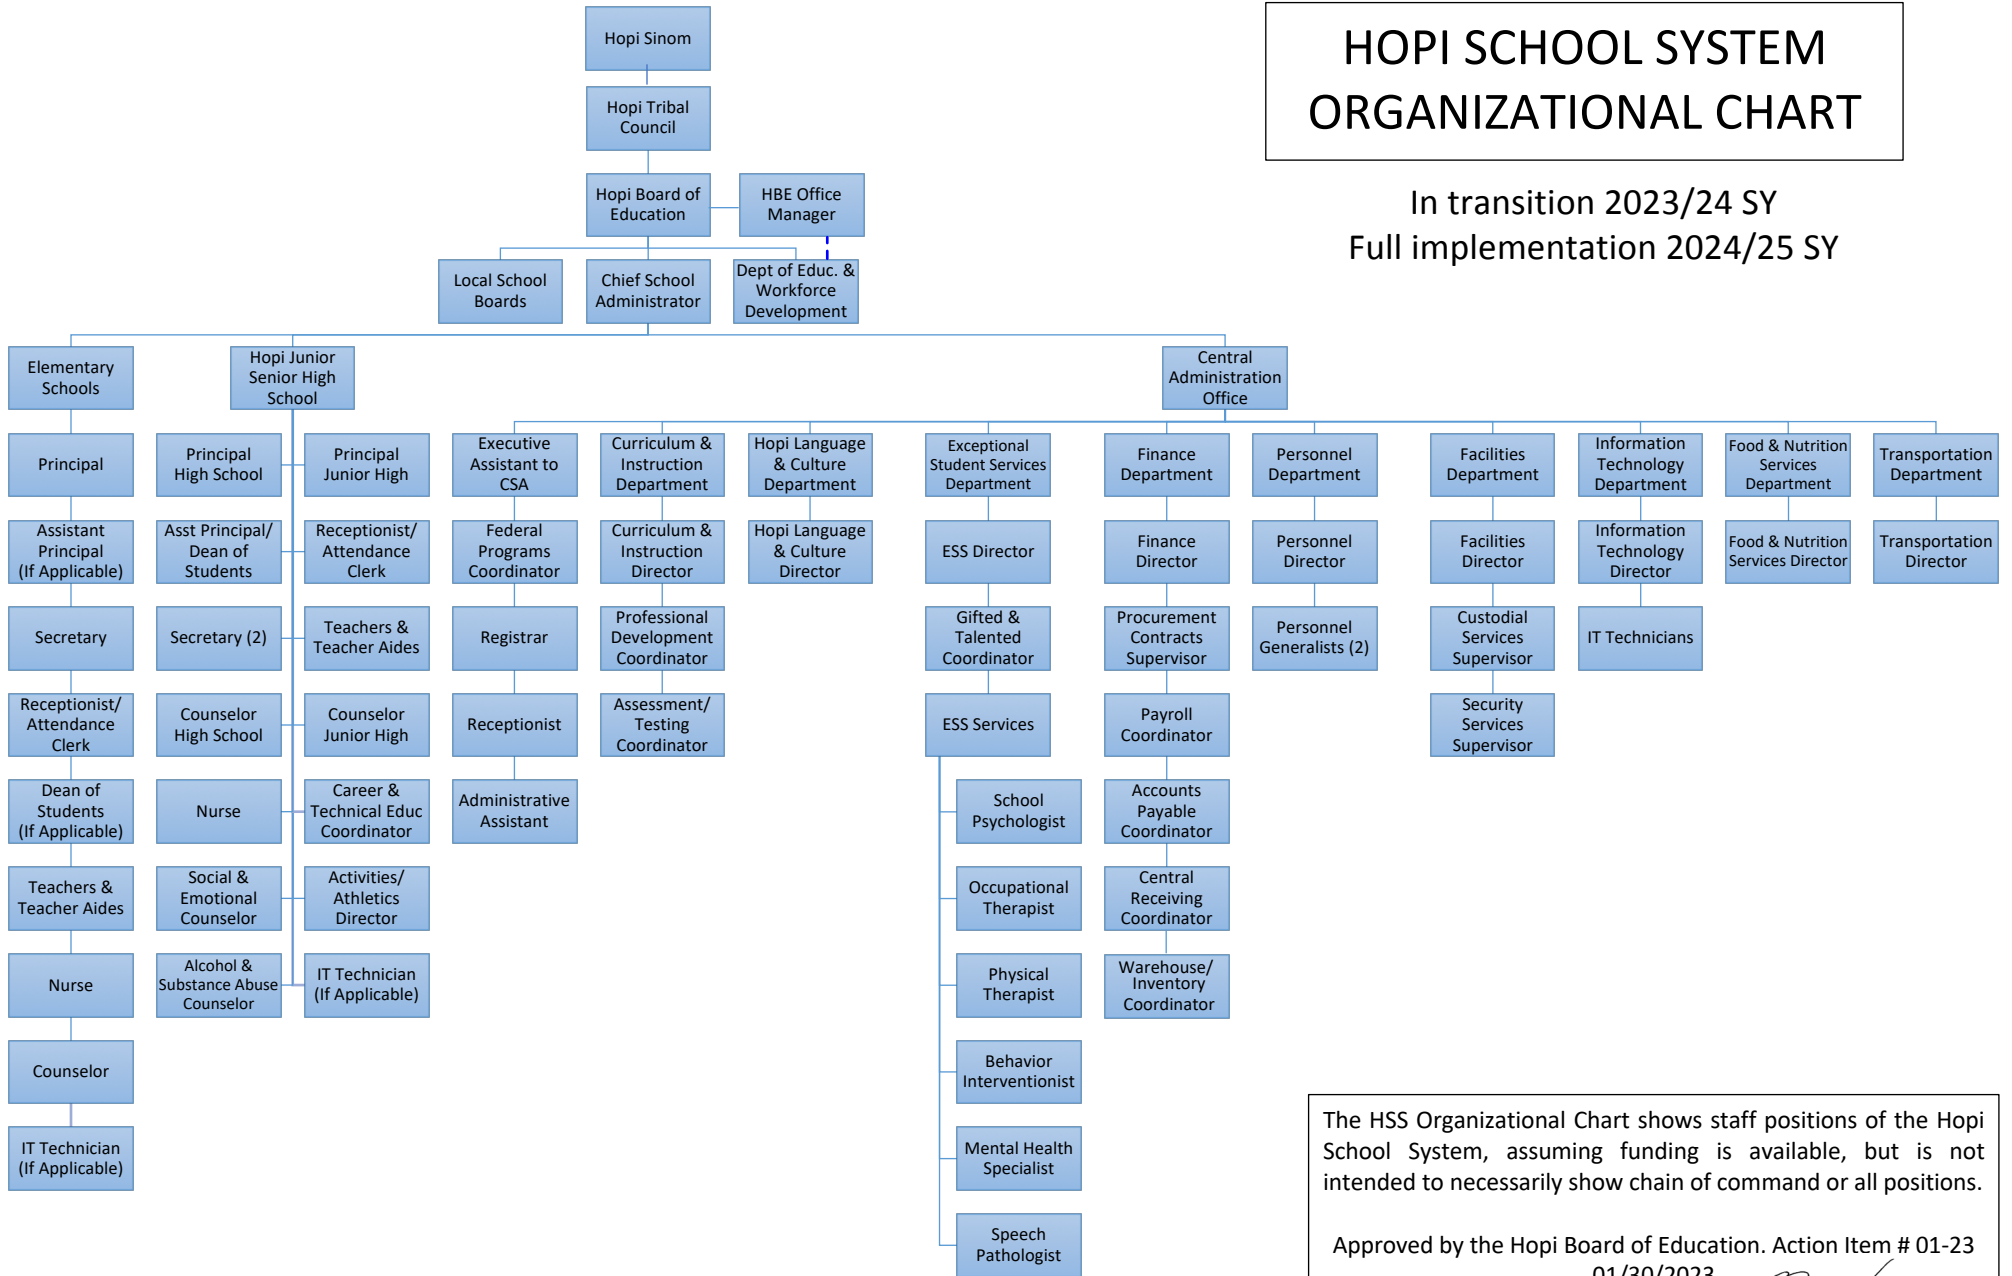 HOPI SCHOOL SYSTEM
ORGANIZATIONAL CHART
In transition 2023/24 SY
Full implementation 2024/25 SY
Hopi Sinom
Hopi Tribal
Council
Hopi Board of
Education
HBE Office
Manager
Local School
Boards
Chief School
Administrator
Dept of Educ. &
Workforce
Development
Elementary
Schools
Hopi Junior
Senior High
School
Central
Administration
Office
Principal
Assistant
Principal
(If Applicable)
Secretary
Receptionist/
Attendance
Clerk
Dean of
Students
(If Applicable)
Teachers &
Teacher Aides
Nurse
Counselor
IT Technician
(If Applicable)
Principal
High School
Principal
Junior High
Asst Principal/
Dean of
Students
Receptionist/
Attendance
Clerk
Secretary (2)
Teachers &
Teacher Aides
Counselor
High School
Counselor
Junior High
Nurse
Career &
Technical Educ
Coordinator
Social &
Emotional
Counselor
Activities/
Athletics
Director
Alcohol &
Substance Abuse
Counselor
IT Technician
(If Applicable)
Executive
Assistant to
CSA
Federal
Programs
Coordinator
Registrar
Receptionist
Administrative
Assistant
Curriculum &
Instruction
Department
Curriculum &
Instruction
Director
Professional
Development
Coordinator
Assessment/
Testing
Coordinator
Hopi Language
& Culture
Department
Hopi Language
& Culture
Director
Exceptional
Student Services
Department
ESS Director
Gifted &
Talented
Coordinator
ESS Services
School
Psychologist
Occupational
Therapist
Physical
Therapist
Behavior
Interventionist
Mental Health
Specialist
Speech
Pathologist
Finance
Department
Finance
Director
Procurement
Contracts
Supervisor
Payroll
Coordinator
Accounts
Payable
Coordinator
Central
Receiving
Coordinator
Warehouse/
Inventory
Coordinator
Personnel
Department
Personnel
Director
Personnel
Generalists (2)
Facilities
Department
Facilities
Director
Custodial
Services
Supervisor
Security
Services
Supervisor
Information
Technology
Department
Information
Technology
Director
IT Technicians
Food & Nutrition
Services
Department
Food & Nutrition
Services Director
Transportation
Department
Transportation
Director
The HSS Organizational Chart shows staff positions of the Hopi
School System, assuming funding is available, but is not
intended to necessarily show chain of command or all positions.
Approved by the Hopi Board of Education. Action Item # 01-23
01/30/2023